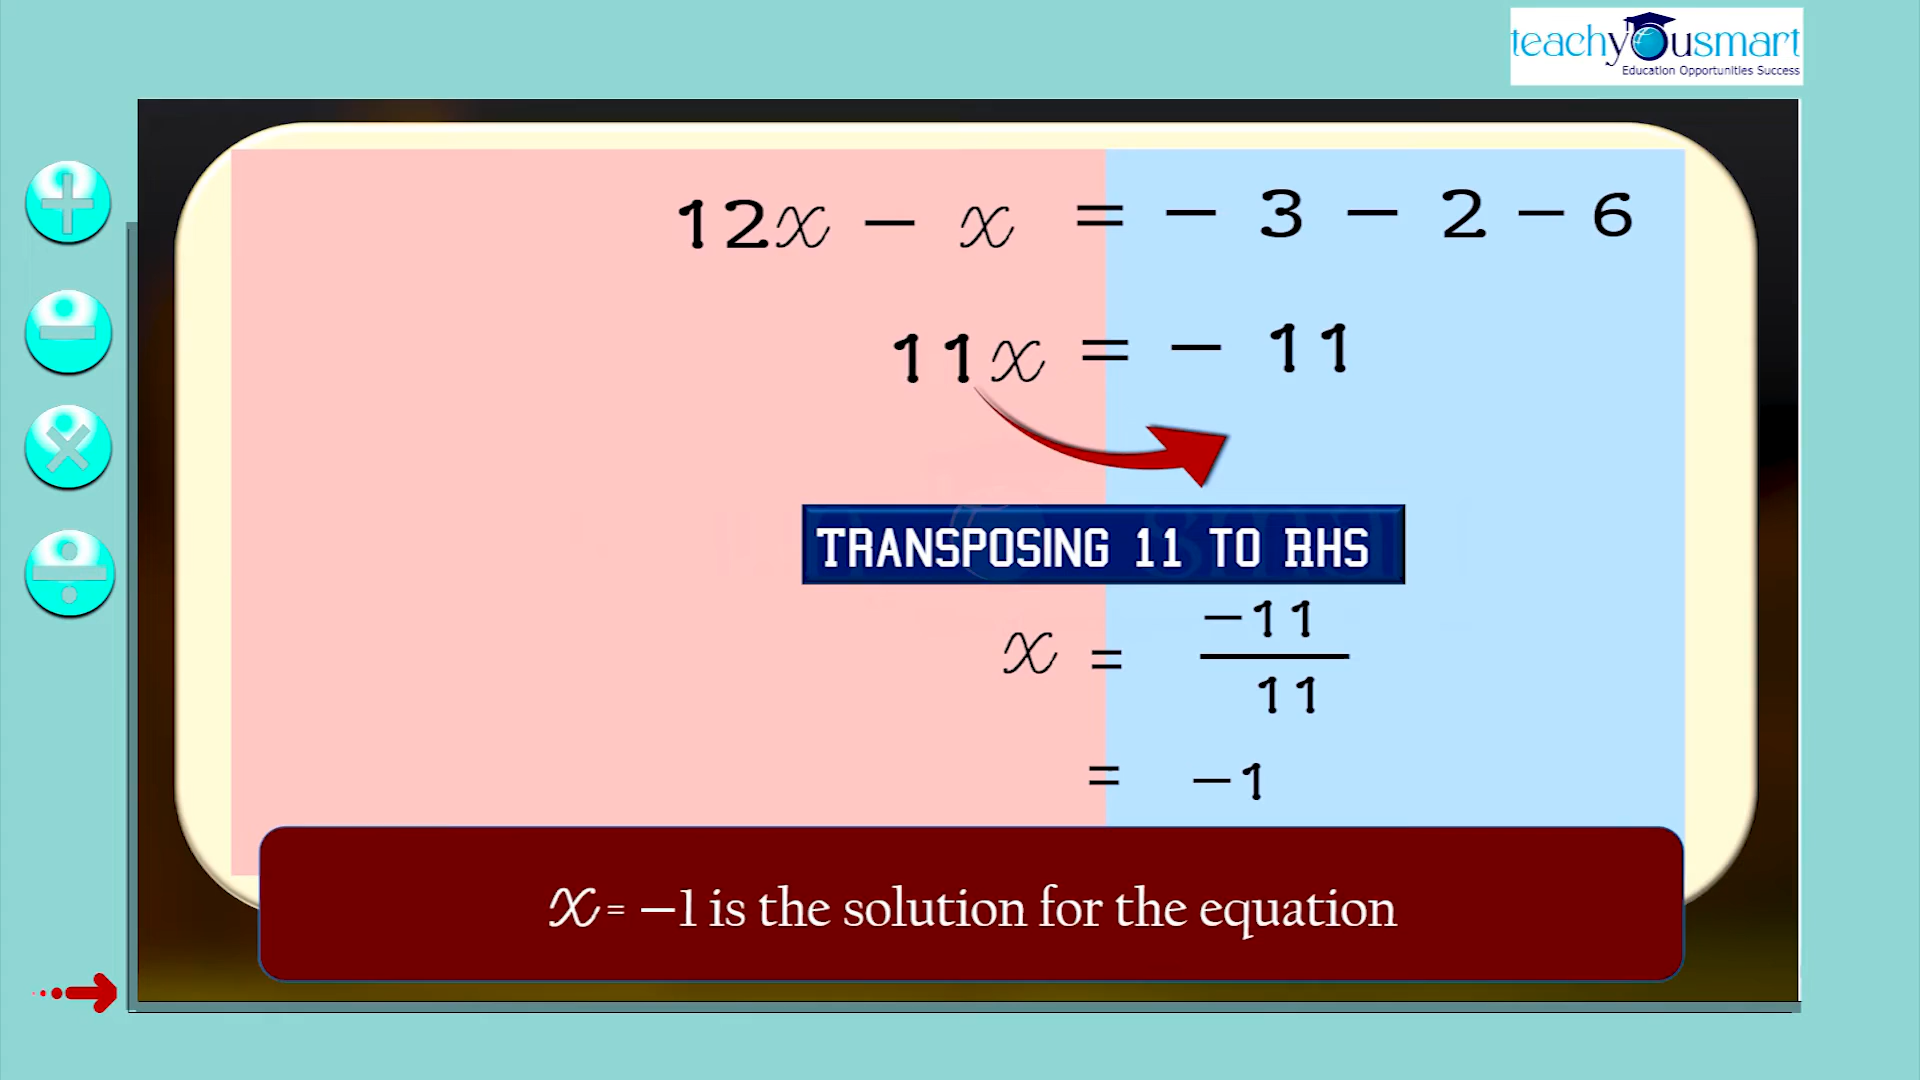 teachyousmart
Education Opportunities Success
12x − x = − 3 − 2 − 6
11x = − 11
TRANSPOSING 11 TO RHS
x = −11
11
= −1
x = −1 is the solution for the equation